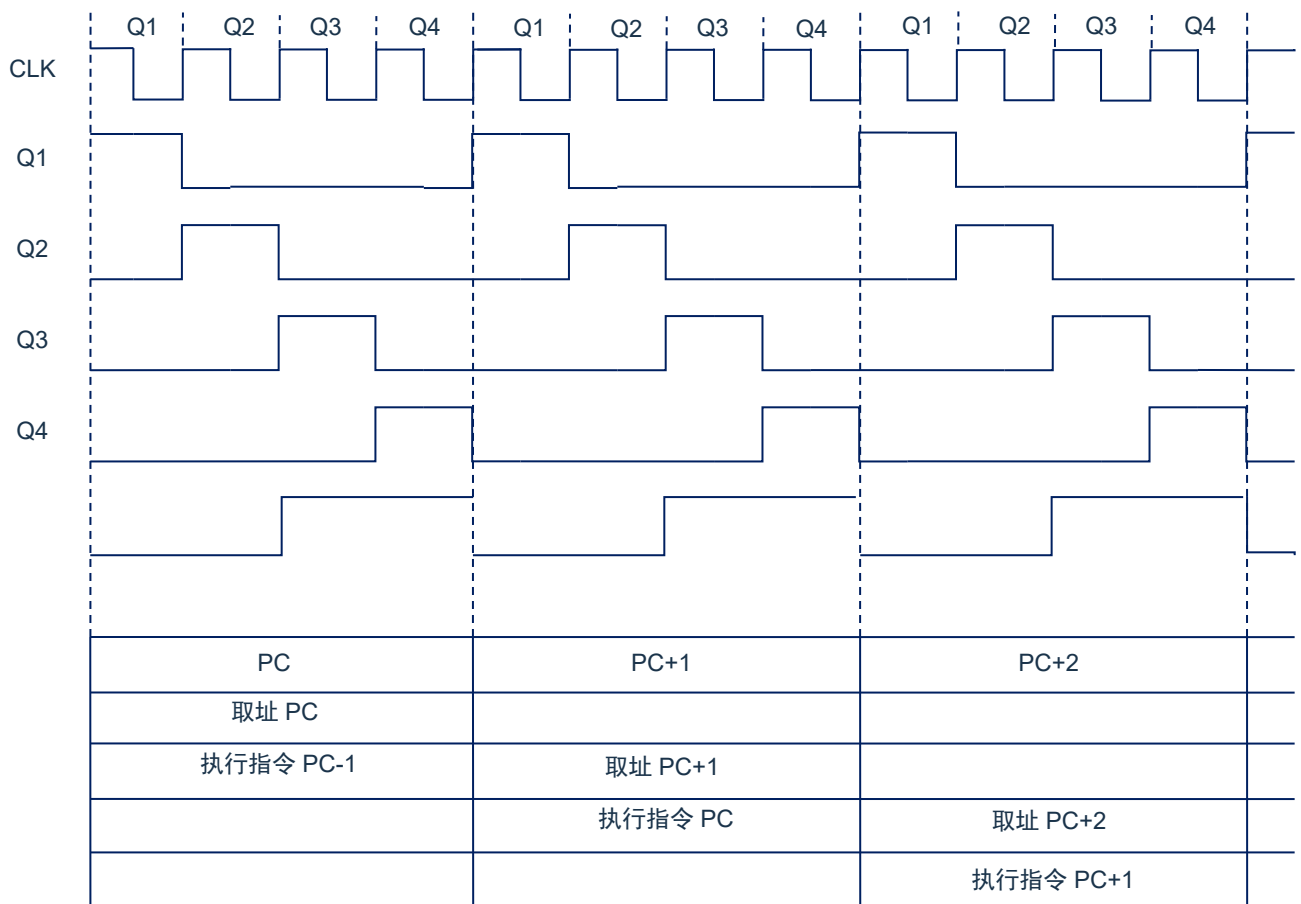 Q1 Q2 Q3 Q4 Q1 Q2 Q3 Q4 Q1 Q2 Q3 Q4
CLK
Q1
Q2
Q3
Q4
PC PC+1 PC+2
取址 PC
执行指令 PC-1 取址 PC+1
执行指令 PC 取址 PC+2
执行指令 PC+1